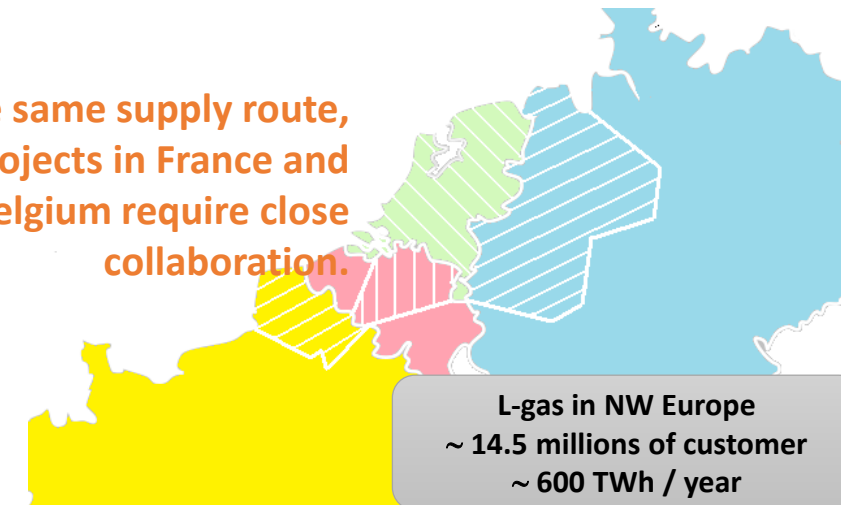 e same supply route,
ojects in France and
elgium require close
collaboration.
L-gas in NW Europe
~ 14.5 millions of customer
~ 600 TWh / year